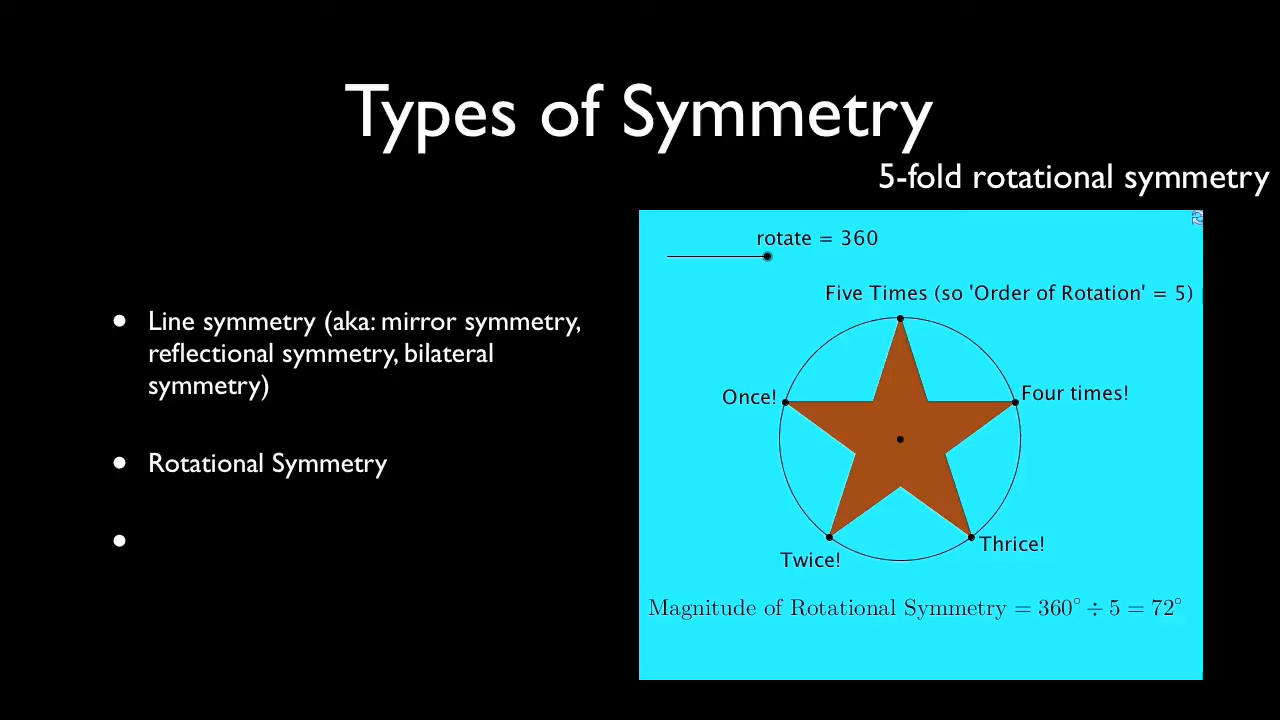 Types of Symmetry
5-fold rotational symmetry
• Line symmetry (aka: mirror symmetry,
reflectional symmetry, bilateral
symmetry)
• Rotational Symmetry
•
rotate = 360
Five Times (so 'Order of Rotation' = 5)
Once!
Four times!
Twice!
Thrice!
Magnitude of Rotational Symmetry = 360° ÷ 5 = 72°